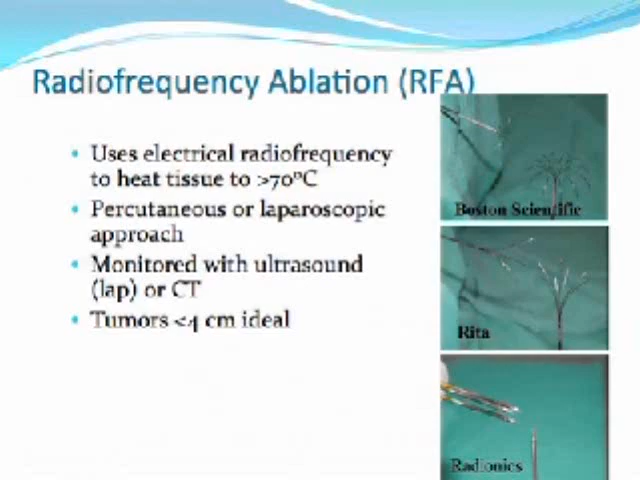 Radiofrequency Ablation (RFA)
• Uses electrical radiofrequency
to heat tissue to >70°C
• Percutaneous or laparoscopic
approach
• Monitored with ultrasound
(lap) or CT
• Tumors <4 cm ideal
Boston Scientific
Rita
Radionics